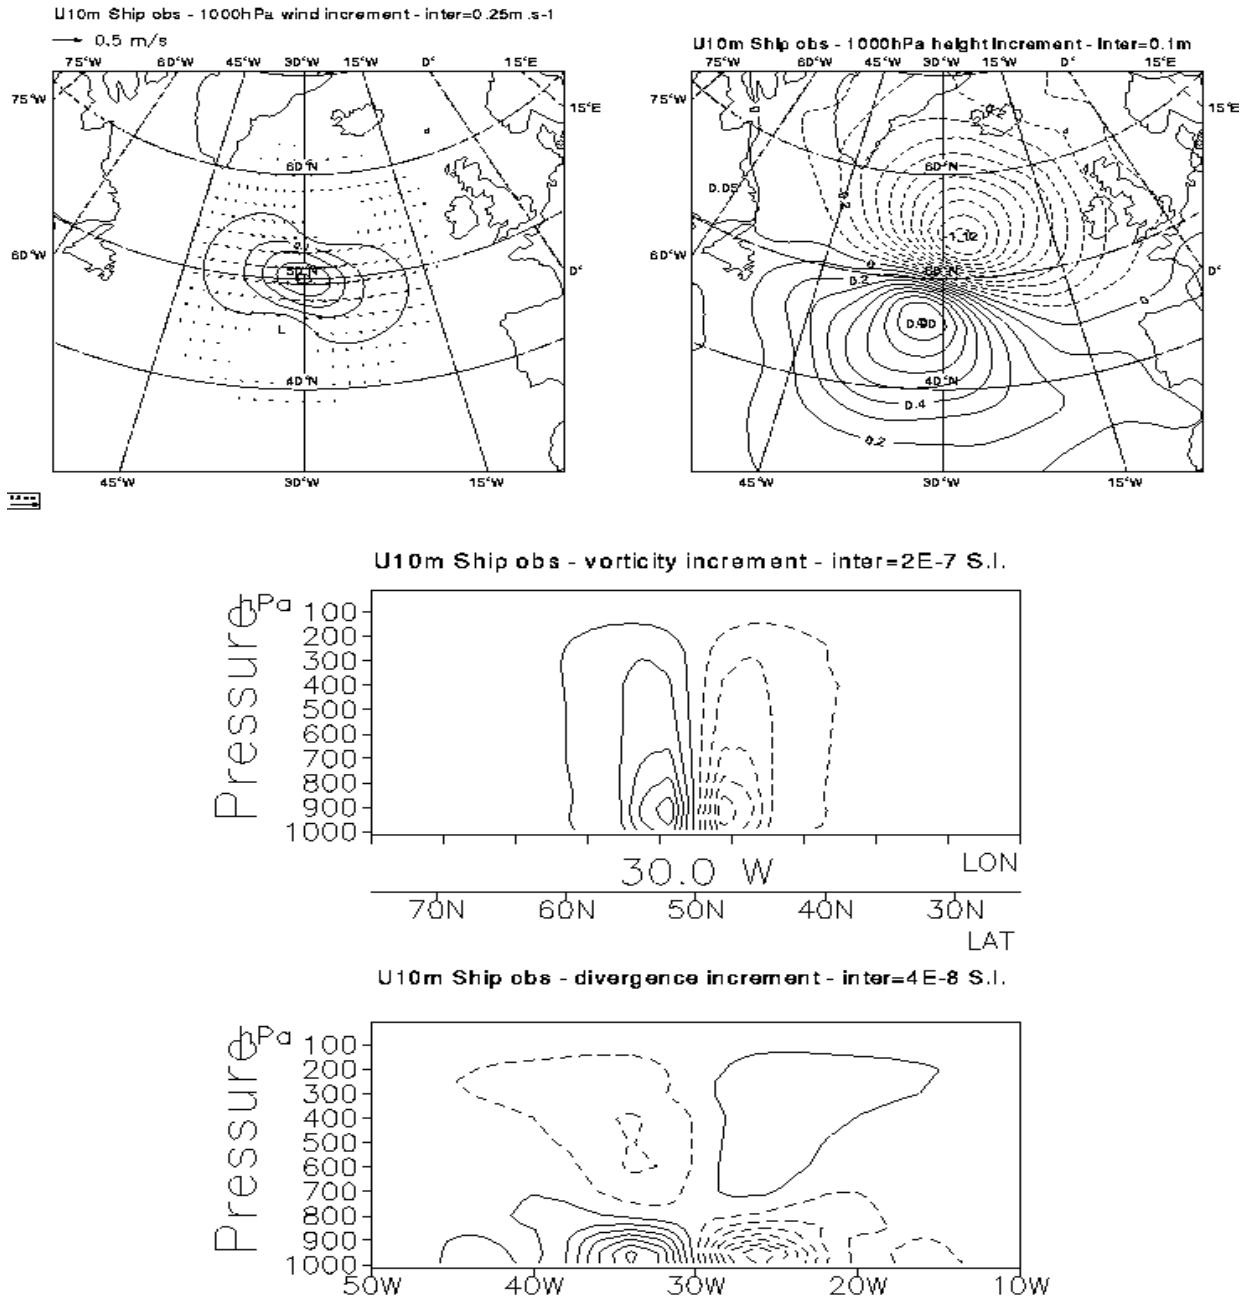 U10m Ship obs - 1000hPa wind increment - inter=0.25m.s-1
0.5 m/s
75°W 60°W 45°W 30°W 15°W 0° 15°E
75°W
15°E
60°N
60°W
0°
50°N
L
40°N
45°W 30°W 15°W
U10m Ship obs - 1000hPa height increment - inter=0.1m
75°W 60°W 45°W 30°W 15°W 0° 15°E
75°W
15°E
60°N
0.05
60°W
0°
-1.12
0
0.2
0
40°N
0.4
0.2
45°W 30°W 15°W
U10m Ship obs - vorticity increment - inter=2E-7 S.I.
Pressure
hPa
100
200
300
400
500
600
700
800
900
1000
30.0 W
LON
70N 60N 50N 40N 30N
LAT
U10m Ship obs - divergence increment - inter=4E-8 S.I.
Pressure
hPa
100
200
300
400
500
600
700
800
900
1000
50W 40W 30W 20W 10W